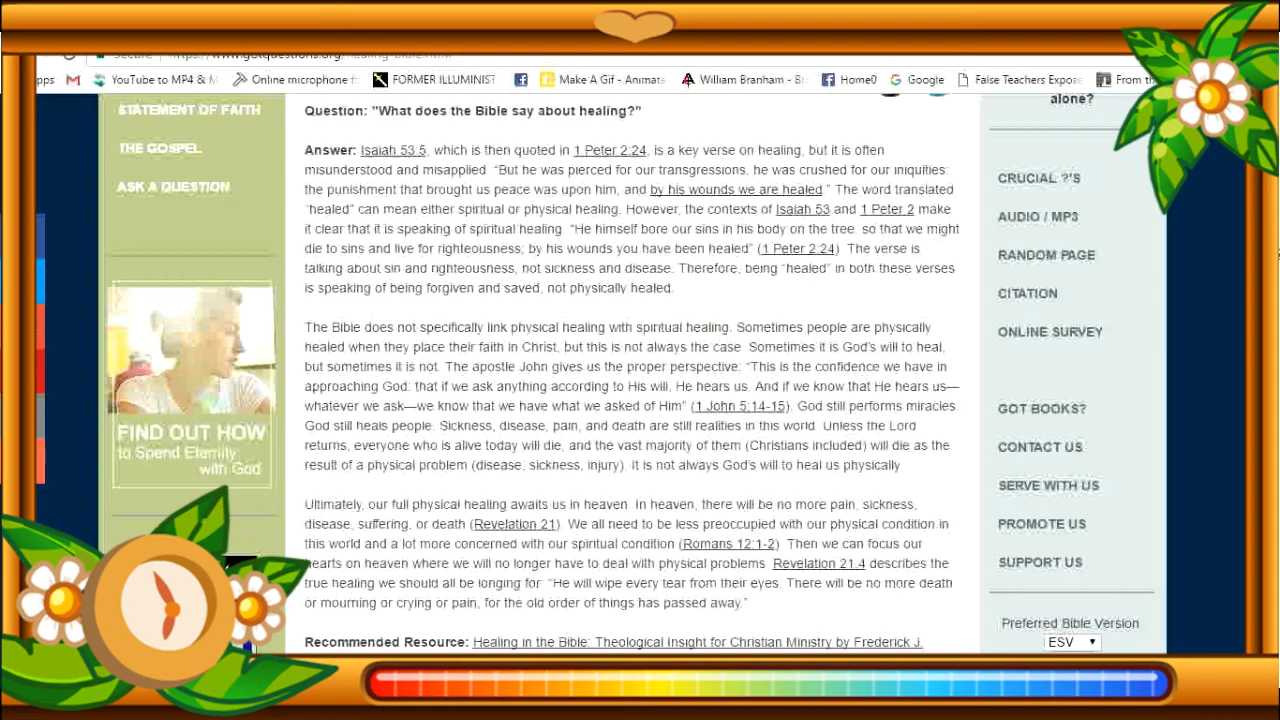 Secure https://www.gotquestions.org/healing-Bible.html
pps YouTube to MP4 & M Online microphone f FORMER ILLUMINIST Make A Gif - Animate William Branham - B Home0 Google False Teachers Expose From th
STATEMENT OF FAITH
THE GOSPEL
ASK A QUESTION
FIND OUT HOW
to Spend Eternity
with God
Question: "What does the Bible say about healing?"
Answer: Isaiah 53:5, which is then quoted in 1 Peter 2:24, is a key verse on healing, but it is often
misunderstood and misapplied. “But he was pierced for our transgressions, he was crushed for our iniquities;
the punishment that brought us peace was upon him, and by his wounds we are healed.” The word translated
“healed” can mean either spiritual or physical healing. However, the contexts of Isaiah 53 and 1 Peter 2 make
it clear that it is speaking of spiritual healing. “He himself bore our sins in his body on the tree, so that we might
die to sins and live for righteousness; by his wounds you have been healed” (1 Peter 2:24). The verse is
talking about sin and righteousness, not sickness and disease. Therefore, being “healed” in both these verses
is speaking of being forgiven and saved, not physically healed.
The Bible does not specifically link physical healing with spiritual healing. Sometimes people are physically
healed when they place their faith in Christ, but this is not always the case. Sometimes it is God’s will to heal,
but sometimes it is not. The apostle John gives us the proper perspective: “This is the confidence we have in
approaching God: that if we ask anything according to His will, He hears us. And if we know that He hears us—
whatever we ask—we know that we have what we asked of Him” (1 John 5:14-15). God still performs miracles.
God still heals people. Sickness, disease, pain, and death are still realities in this world. Unless the Lord
returns, everyone who is alive today will die, and the vast majority of them (Christians included) will die as the
result of a physical problem (disease, sickness, injury). It is not always God’s will to heal us physically.
Ultimately, our full physical healing awaits us in heaven. In heaven, there will be no more pain, sickness,
disease, suffering, or death (Revelation 21). We all need to be less preoccupied with our physical condition in
this world and a lot more concerned with our spiritual condition (Romans 12:1-2). Then we can focus our
hearts on heaven where we will no longer have to deal with physical problems. Revelation 21:4 describes the
true healing we should all be longing for: “He will wipe every tear from their eyes. There will be no more death
or mourning or crying or pain, for the old order of things has passed away.”
Recommended Resource: Healing in the Bible: Theological Insight for Christian Ministry by Frederick J.
alone?
CRUCIAL ?'S
AUDIO / MP3
RANDOM PAGE
CITATION
ONLINE SURVEY
GOT BOOKS?
CONTACT US
SERVE WITH US
PROMOTE US
SUPPORT US
Preferred Bible Version
ESV